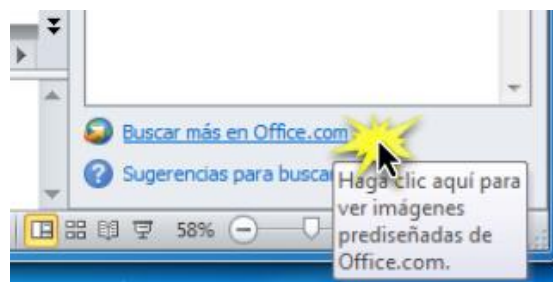 Buscar más en Office.com
Sugerencias para buscar
Haga clic aquí para
ver imágenes
prediseñadas de
Office.com.
58%